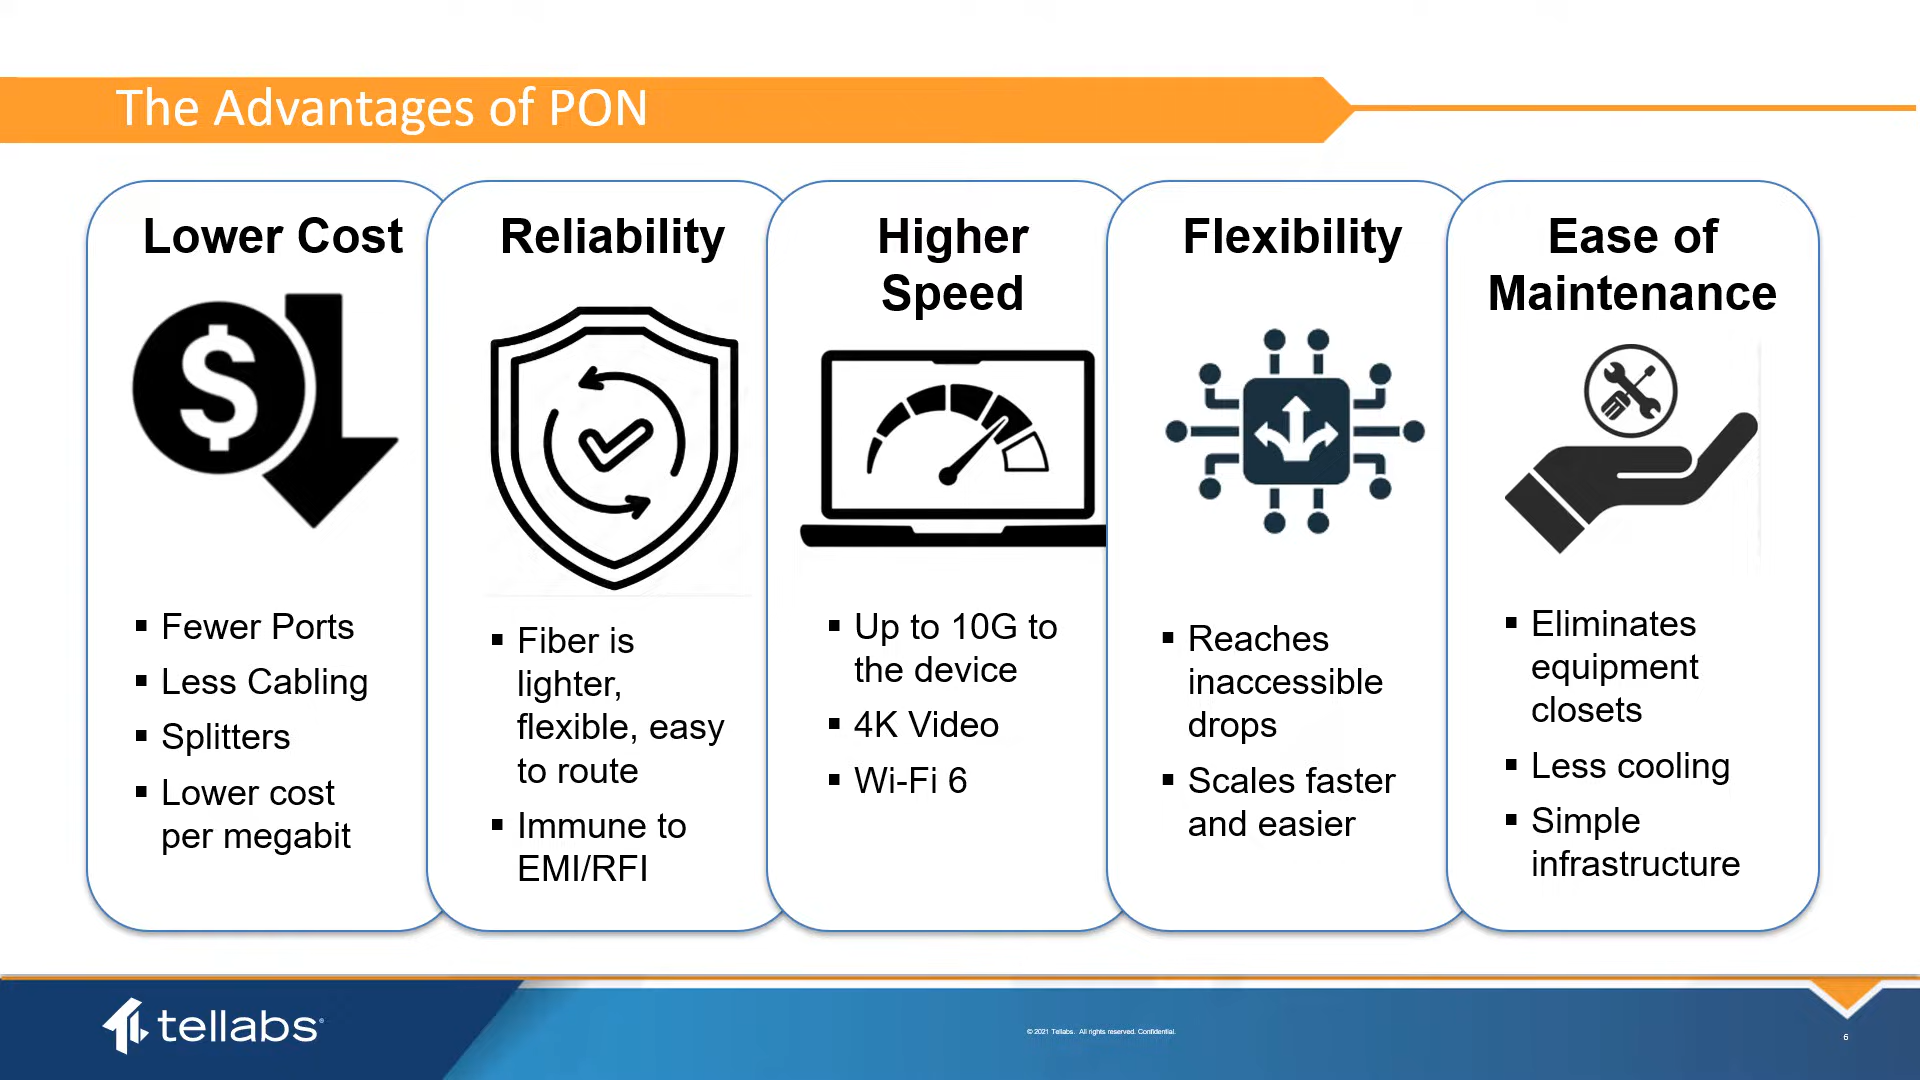 The Advantages of PON
Lower Cost
$
▪ Fewer Ports
▪ Less Cabling
▪ Splitters
▪ Lower cost
per megabit
Reliability
▪ Fiber is
lighter,
flexible, easy
to route
▪ Immune to
EMI/RFI
Higher
Speed
▪ Up to 10G to
the device
▪ 4K Video
▪ Wi-Fi 6
Flexibility
▪ Reaches
inaccessible
drops
▪ Scales faster
and easier
Ease of
Maintenance
▪ Eliminates
equipment
closets
▪ Less cooling
▪ Simple
infrastructure
tellabs®
© 2021 Tellabs. All rights reserved. Confidential.
6